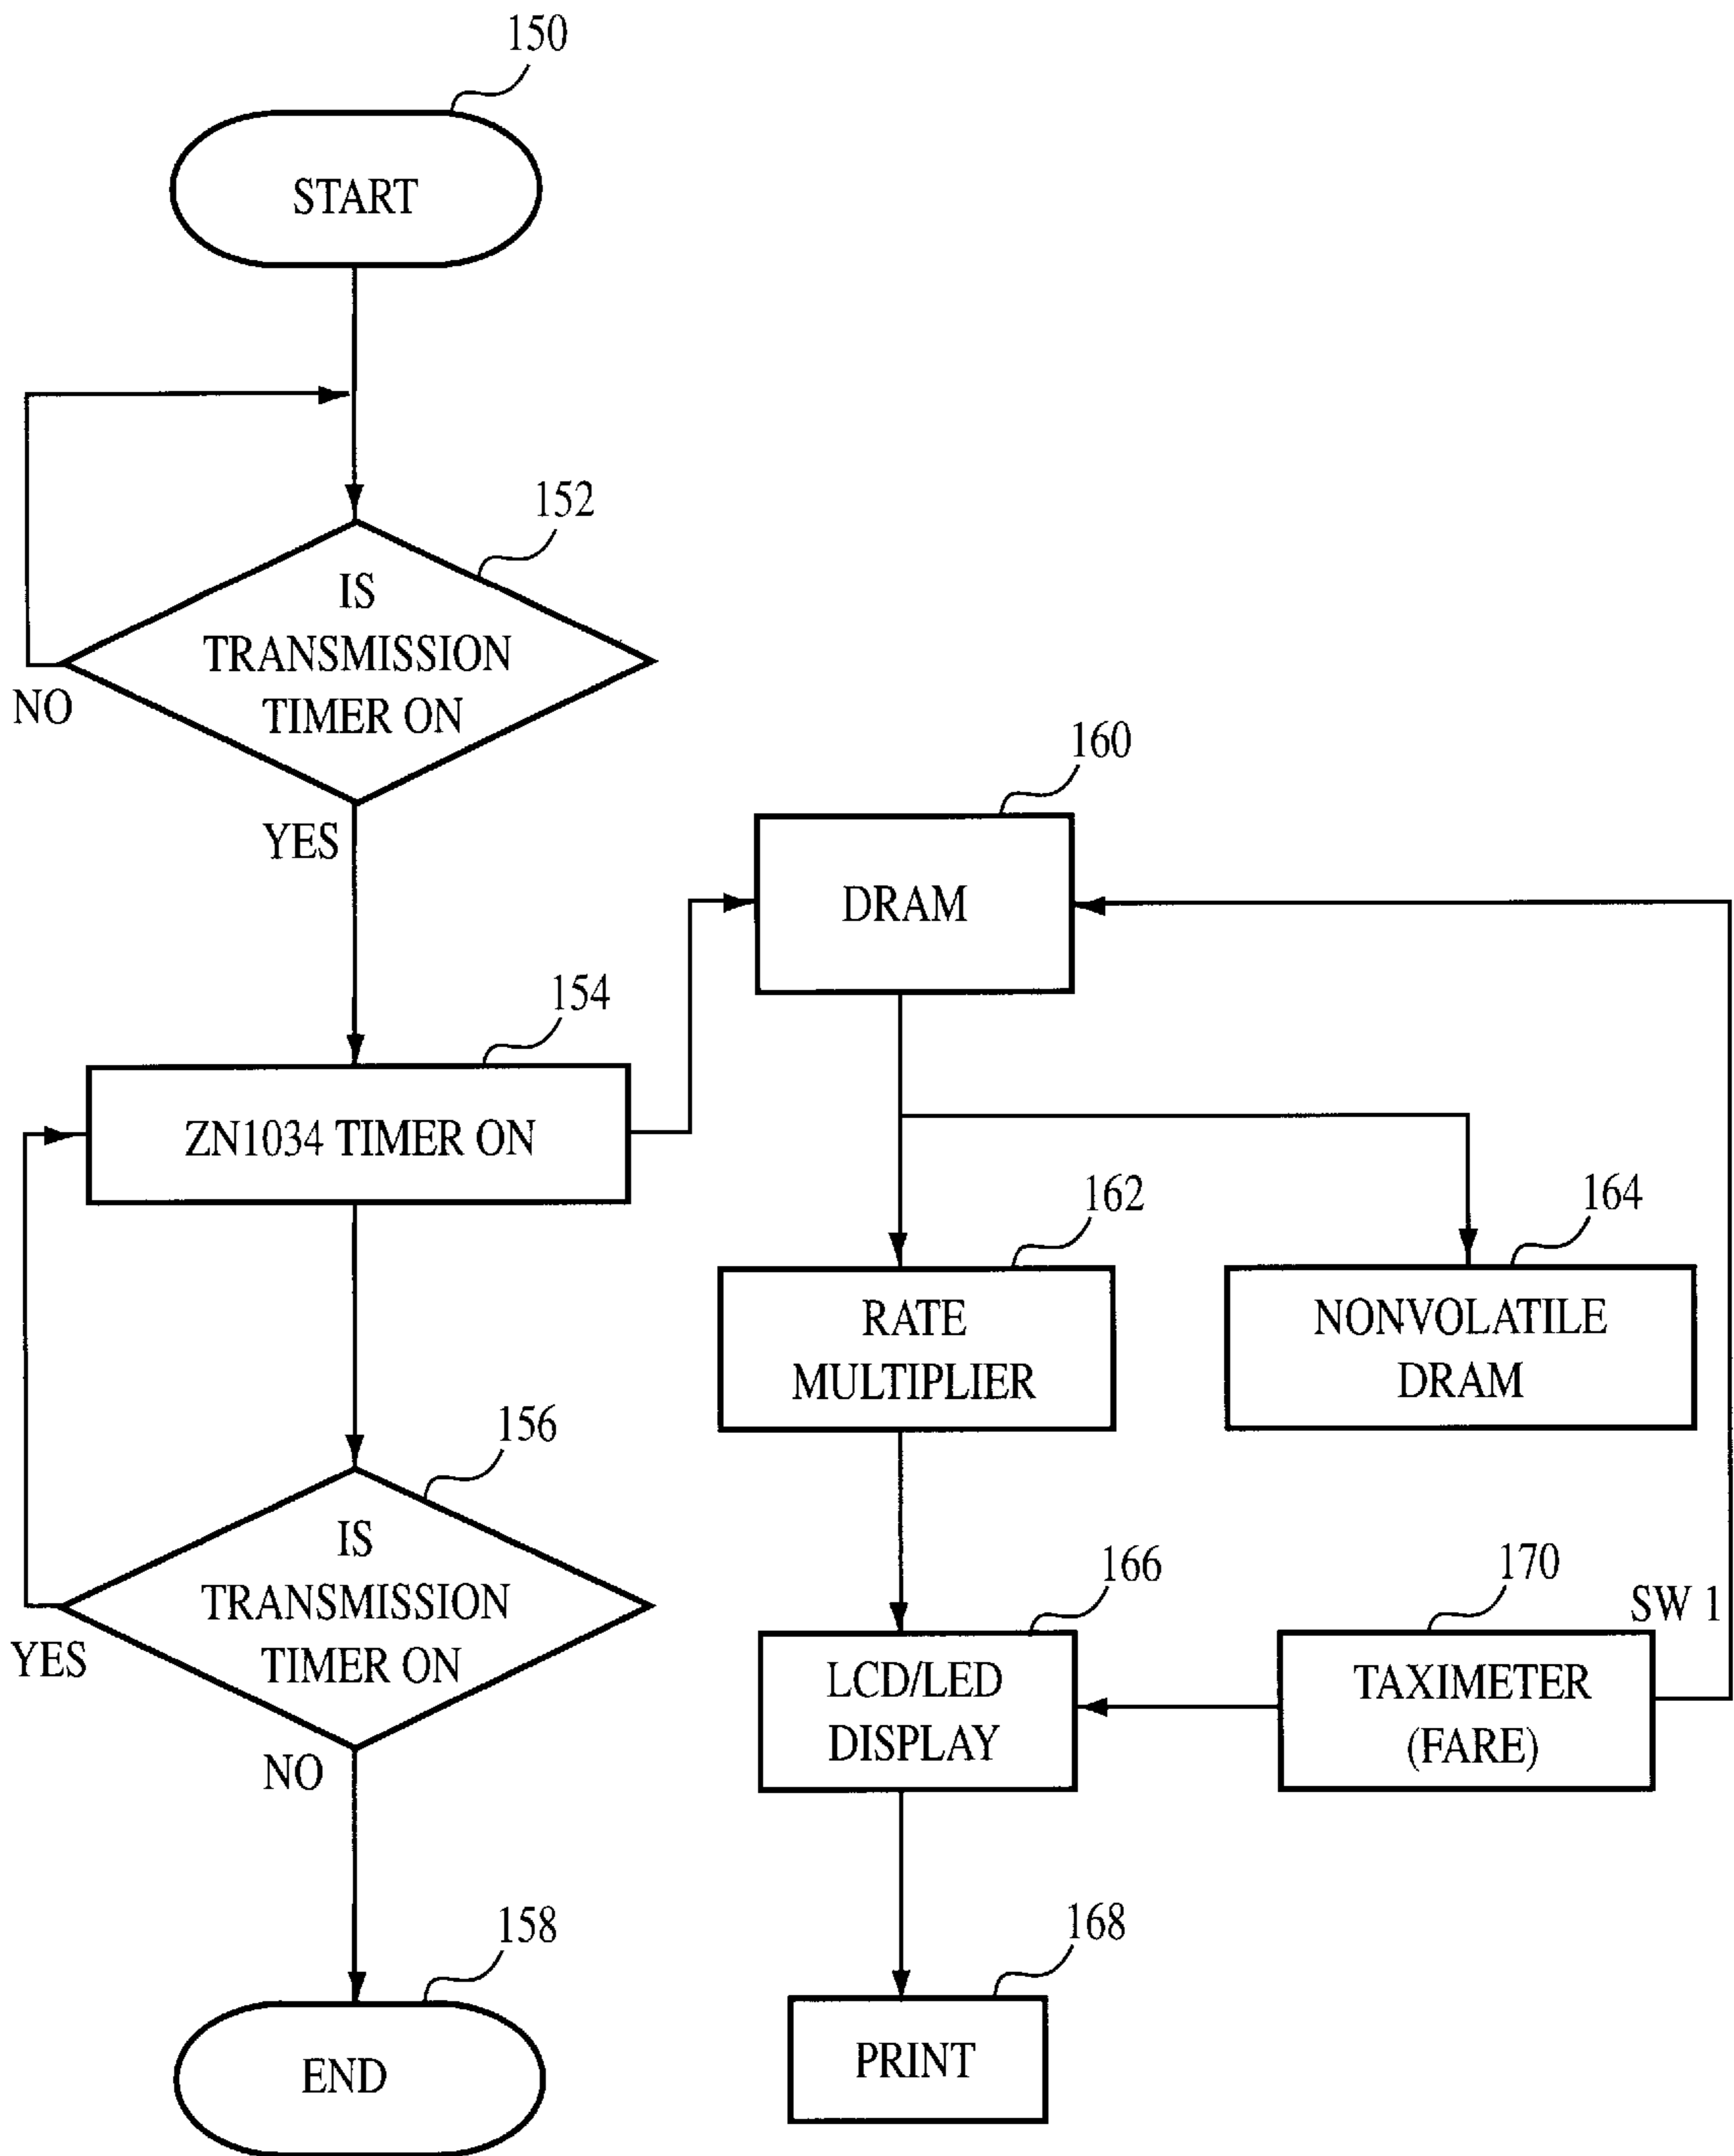 150
START
152
IS
TRANSMISSION
TIMER ON
NO
YES
154
ZN1034 TIMER ON
156
IS
TRANSMISSION
TIMER ON
YES
NO
158
END
160
DRAM
162
RATE
MULTIPLIER
164
NONVOLATILE
DRAM
166
LCD/LED
DISPLAY
170
SW 1
TAXIMETER
(FARE)
168
PRINT